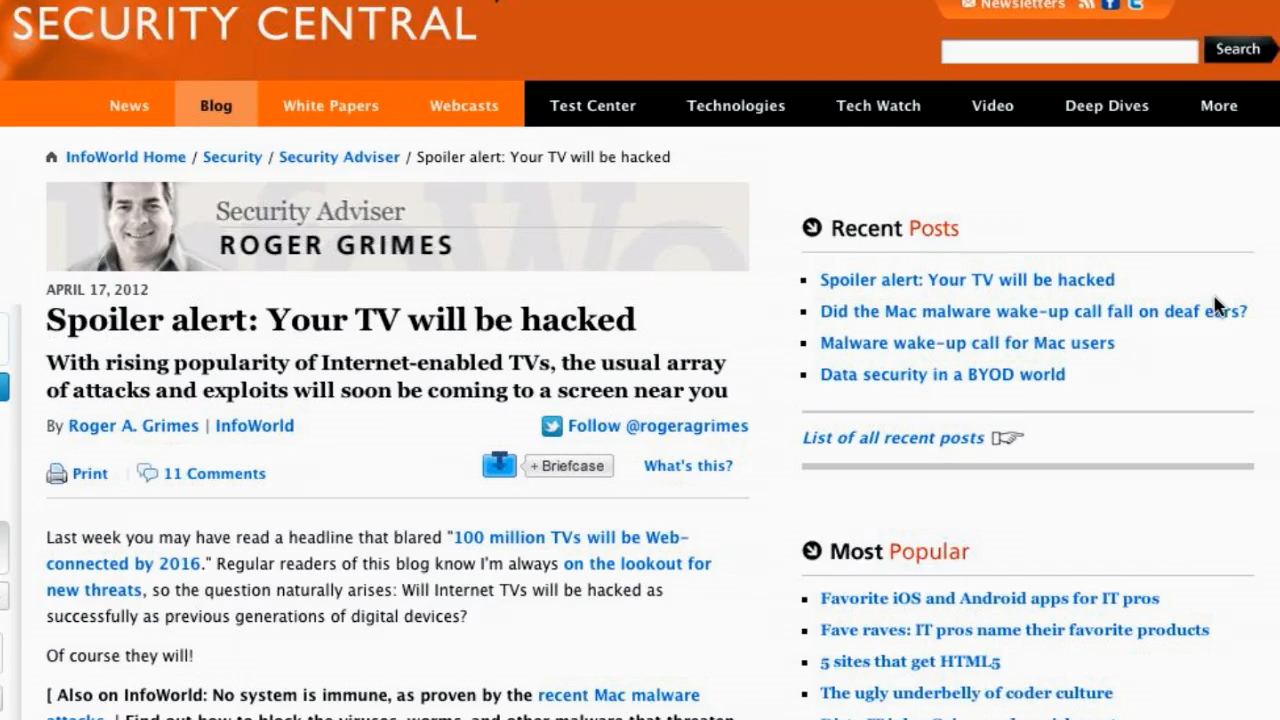 SECURITY CENTRAL
Newsletters
Search
News Blog White Papers Webcasts Test Center Technologies Tech Watch Video Deep Dives More
InfoWorld Home / Security / Security Adviser / Spoiler alert: Your TV will be hacked
Security Adviser
ROGER GRIMES
APRIL 17, 2012
Spoiler alert: Your TV will be hacked
With rising popularity of Internet-enabled TVs, the usual array
of attacks and exploits will soon be coming to a screen near you
By Roger A. Grimes | InfoWorld
Follow @rogeragrimes
Print
11 Comments
+ Briefcase
What's this?
Last week you may have read a headline that blared "100 million TVs will be Web-
connected by 2016." Regular readers of this blog know I'm always on the lookout for
new threats, so the question naturally arises: Will Internet TVs will be hacked as
successfully as previous generations of digital devices?
Of course they will!
[ Also on InfoWorld: No system is immune, as proven by the recent Mac malware
attacks. | Find out how to block the viruses, worms, and other malware that threaten
Recent Posts
Spoiler alert: Your TV will be hacked
Did the Mac malware wake-up call fall on deaf ears?
Malware wake-up call for Mac users
Data security in a BYOD world
List of all recent posts
Most Popular
Favorite iOS and Android apps for IT pros
Fave raves: IT pros name their favorite products
5 sites that get HTML5
The ugly underbelly of coder culture